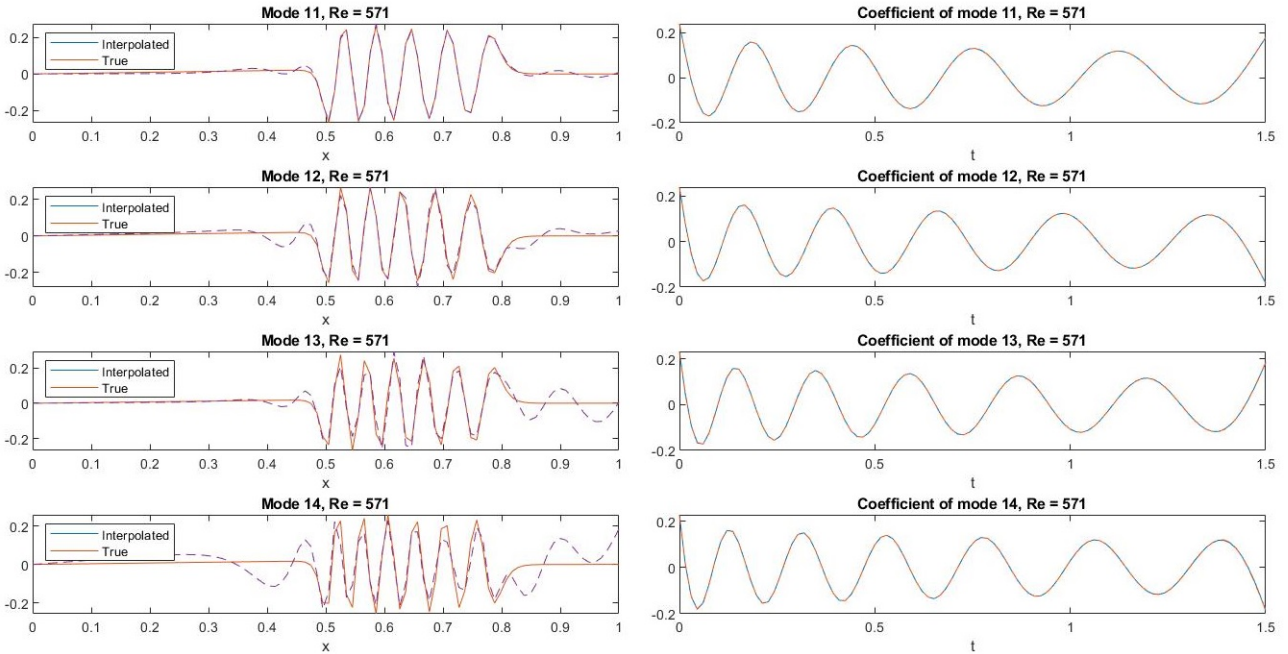 Mode 11, Re = 571
0.2
0
-0.2
Interpolated
True
0 0.1 0.2 0.3 0.4 0.5 0.6 0.7 0.8 0.9 1
x
Coefficient of mode 11, Re = 571
0.2
0
-0.2
0 0.5 1 1.5
t
Mode 12, Re = 571
0.2
0
-0.2
Interpolated
True
0 0.1 0.2 0.3 0.4 0.5 0.6 0.7 0.8 0.9 1
x
Coefficient of mode 12, Re = 571
0.2
0
-0.2
0 0.5 1 1.5
t
Mode 13, Re = 571
0.2
0
-0.2
Interpolated
True
0 0.1 0.2 0.3 0.4 0.5 0.6 0.7 0.8 0.9 1
x
Coefficient of mode 13, Re = 571
0.2
0
-0.2
0 0.5 1 1.5
t
Mode 14, Re = 571
0.2
0
-0.2
Interpolated
True
0 0.1 0.2 0.3 0.4 0.5 0.6 0.7 0.8 0.9 1
x
Coefficient of mode 14, Re = 571
0.2
0
-0.2
0 0.5 1 1.5
t